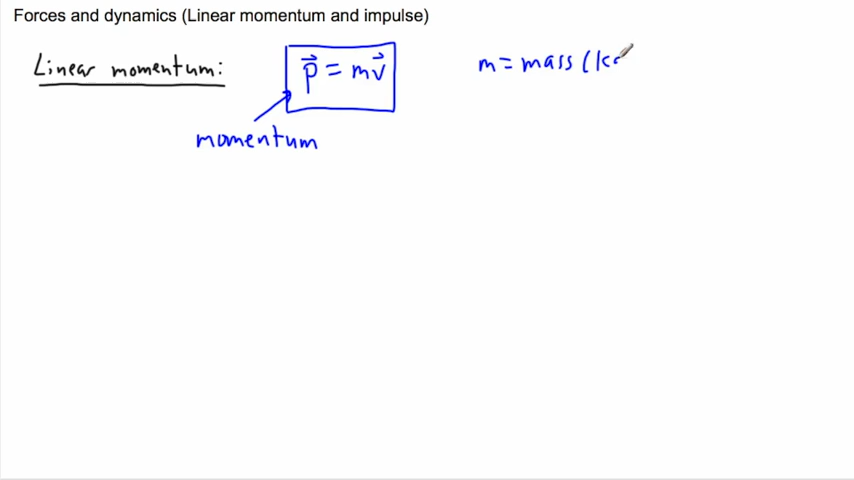 Forces and dynamics (Linear momentum and impulse)
Linear momentum: p⃗ = mv⃗ m = mass (
momentum